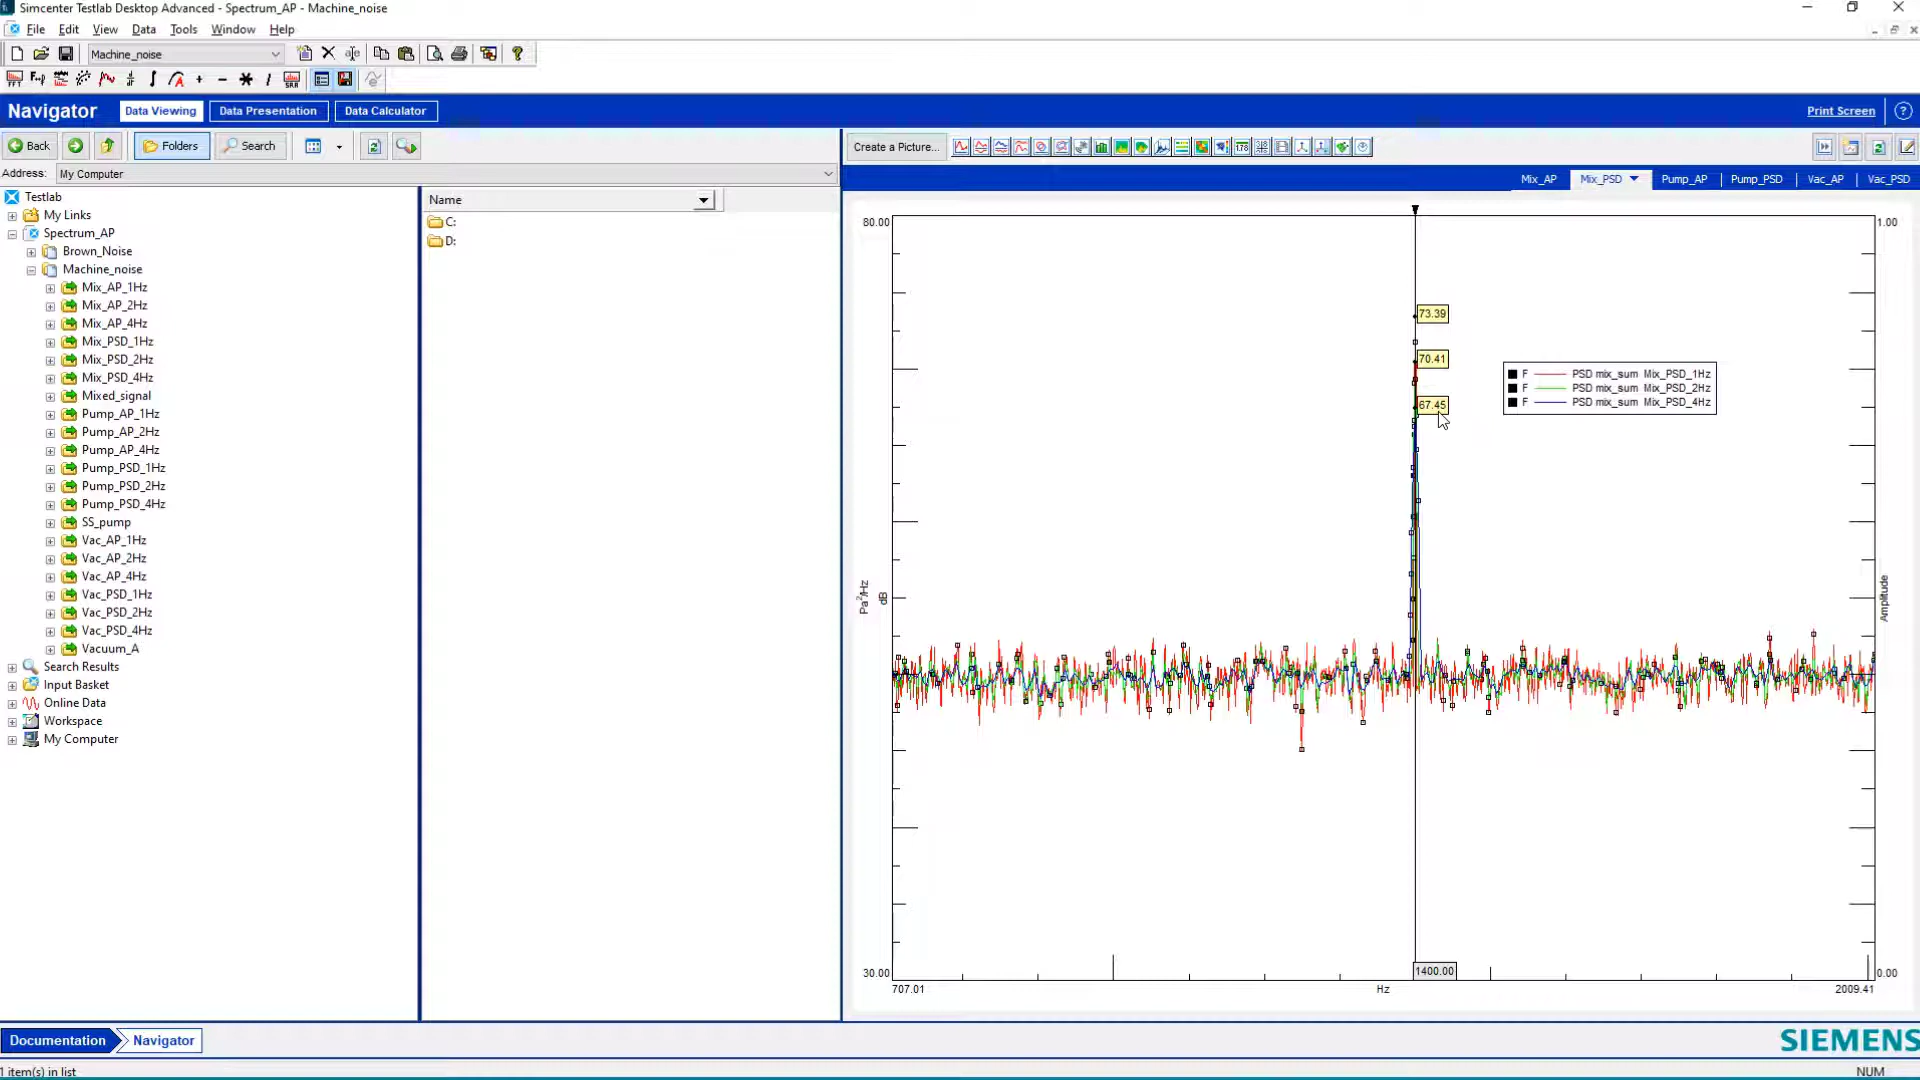 Simcenter Testlab Desktop Advanced - Spectrum_AP - Machine_noise
File Edit View Data Tools Window Help
Machine_noise
Navigator Data Viewing Data Presentation Data Calculator Print Screen
Back Folders Search
Create a Picture...
Address: My Computer
Mix_AP Mix_PSD Pump_AP Pump_PSD Vac_AP Vac_PSD
Testlab
My Links
Spectrum_AP
Brown_Noise
Machine_noise
Mix_AP_1Hz
Mix_AP_2Hz
Mix_AP_4Hz
Mix_PSD_1Hz
Mix_PSD_2Hz
Mix_PSD_4Hz
Mixed_signal
Pump_AP_1Hz
Pump_AP_2Hz
Pump_AP_4Hz
Pump_PSD_1Hz
Pump_PSD_2Hz
Pump_PSD_4Hz
SS_pump
Vac_AP_1Hz
Vac_AP_2Hz
Vac_AP_4Hz
Vac_PSD_1Hz
Vac_PSD_2Hz
Vac_PSD_4Hz
Vacuum_A
Search Results
Input Basket
Online Data
Workspace
My Computer
Name
C:
D:
80.00
1.00
73.39
70.41
67.45
F PSD mix_sum Mix_PSD_1Hz
F PSD mix_sum Mix_PSD_2Hz
F PSD mix_sum Mix_PSD_4Hz
Pa²/Hz
dB
Amplitude
30.00
1400.00
0.00
707.01
Hz
2009.41
Documentation Navigator
SIEMENS
1 item(s) in list
NUM